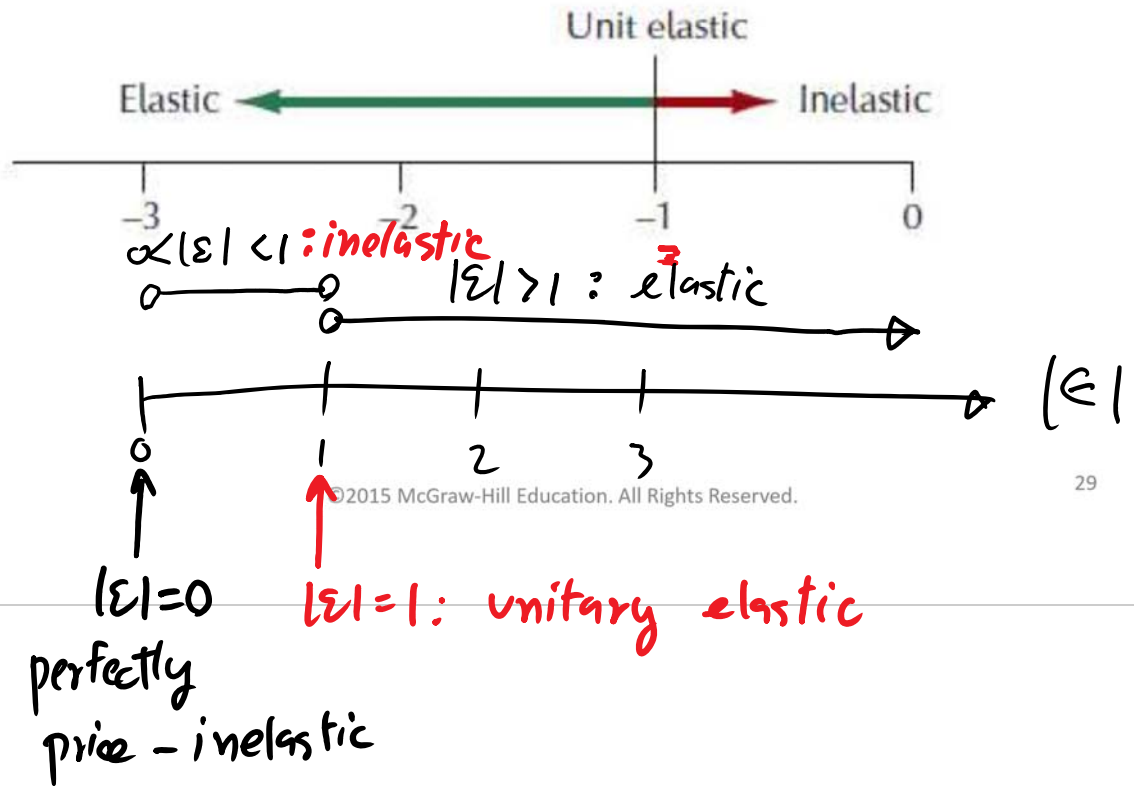 Unit elastic
Elastic
Inelastic
–3 –2 –1 0
0<|ε|<1 : inelastic
|ε|>1 : elastic
|∈|
0 1 2 3
©2015 McGraw-Hill Education. All Rights Reserved.
29
|ε|=0
|ε|=1: unitary elastic
perfectly
price - inelastic